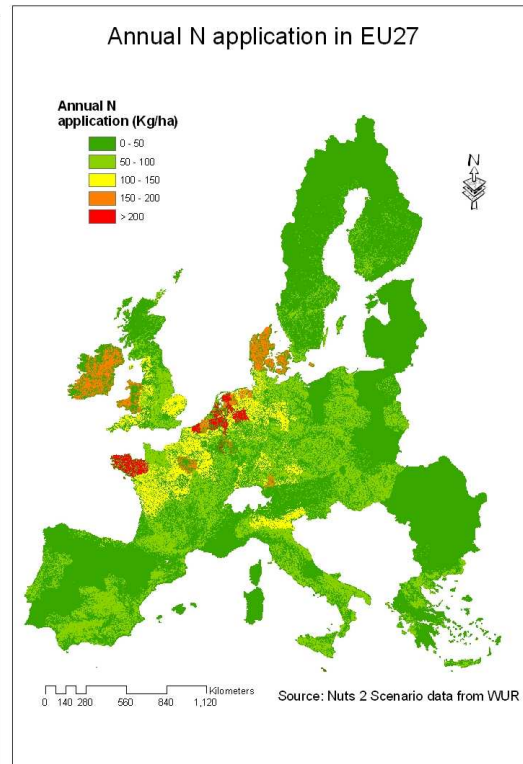 Annual N application in EU27
Annual N
application (Kg/ha)
0 - 50
50 - 100
100 - 150
150 - 200
> 200
N
Kilometers
0 140 280 560 840 1,120
Source: Nuts 2 Scenario data from WUR